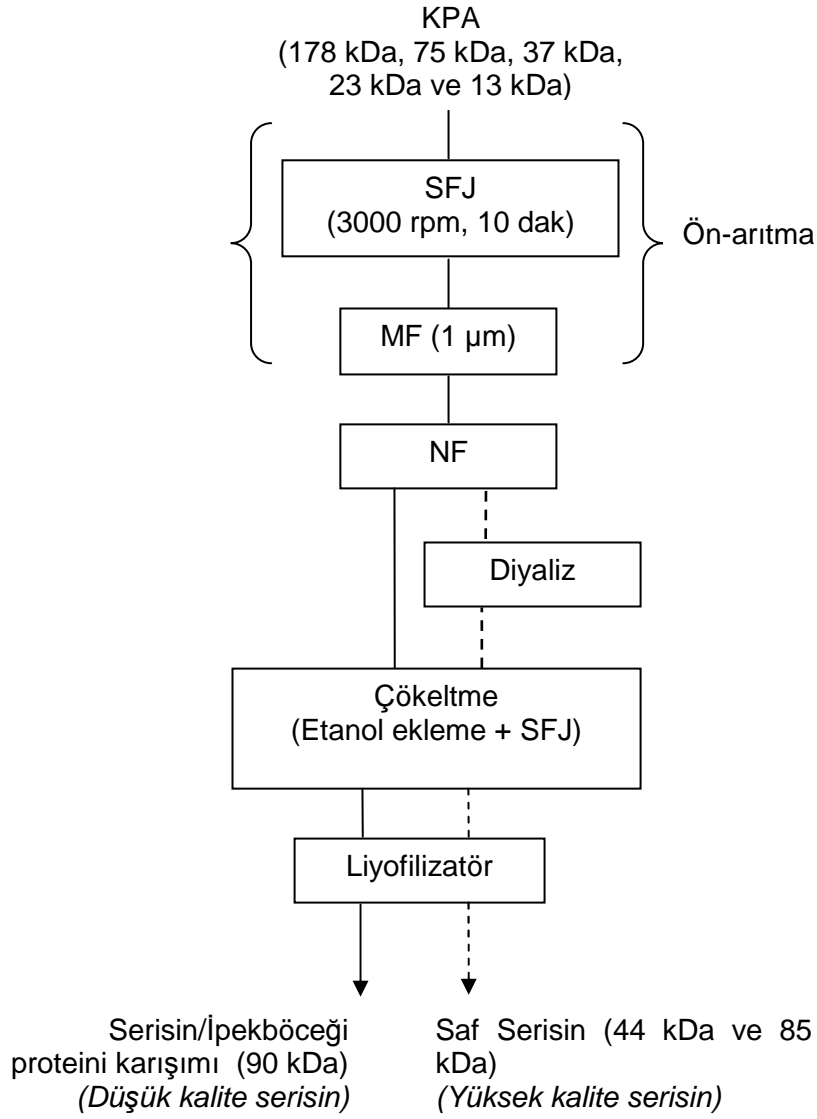 KPA
(178 kDa, 75 kDa, 37 kDa,
23 kDa ve 13 kDa)
SFJ
(3000 rpm, 10 dak)
Ön-arıtma
MF (1 µm)
NF
Diyaliz
Çökeltme
(Etanol ekleme + SFJ)
Liyofilizatör
Serisin/İpekböceği
proteini karışımı (90 kDa)
(Düşük kalite serisin)
Saf Serisin (44 kDa ve 85
kDa)
(Yüksek kalite serisin)